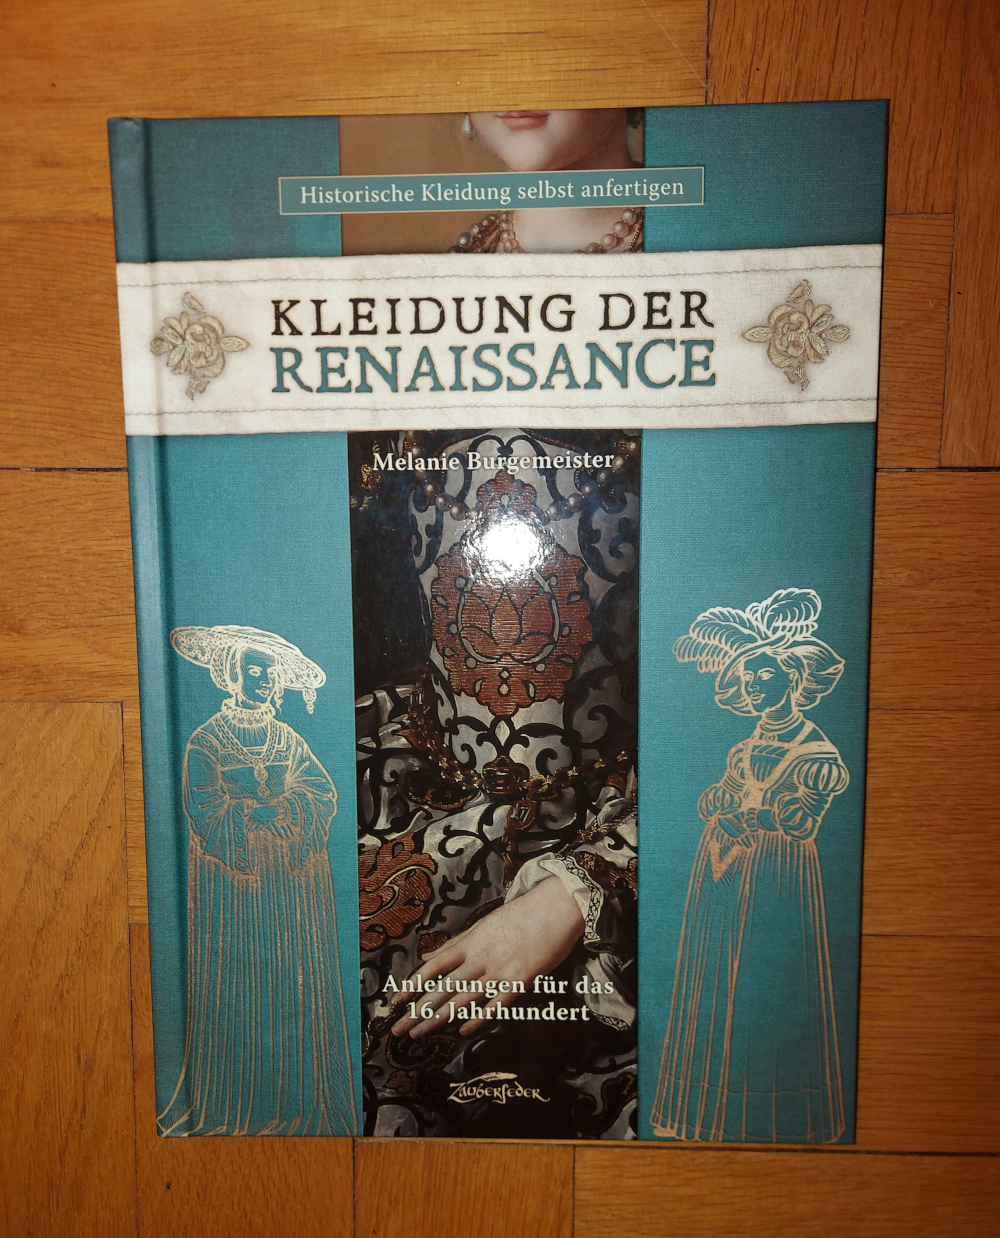 Historische Kleidung selbst anfertigen
KLEIDUNG DER
RENAISSANCE
Melanie Burgemeister
Anleitungen für das
16. Jahrhundert
Zauberfeder